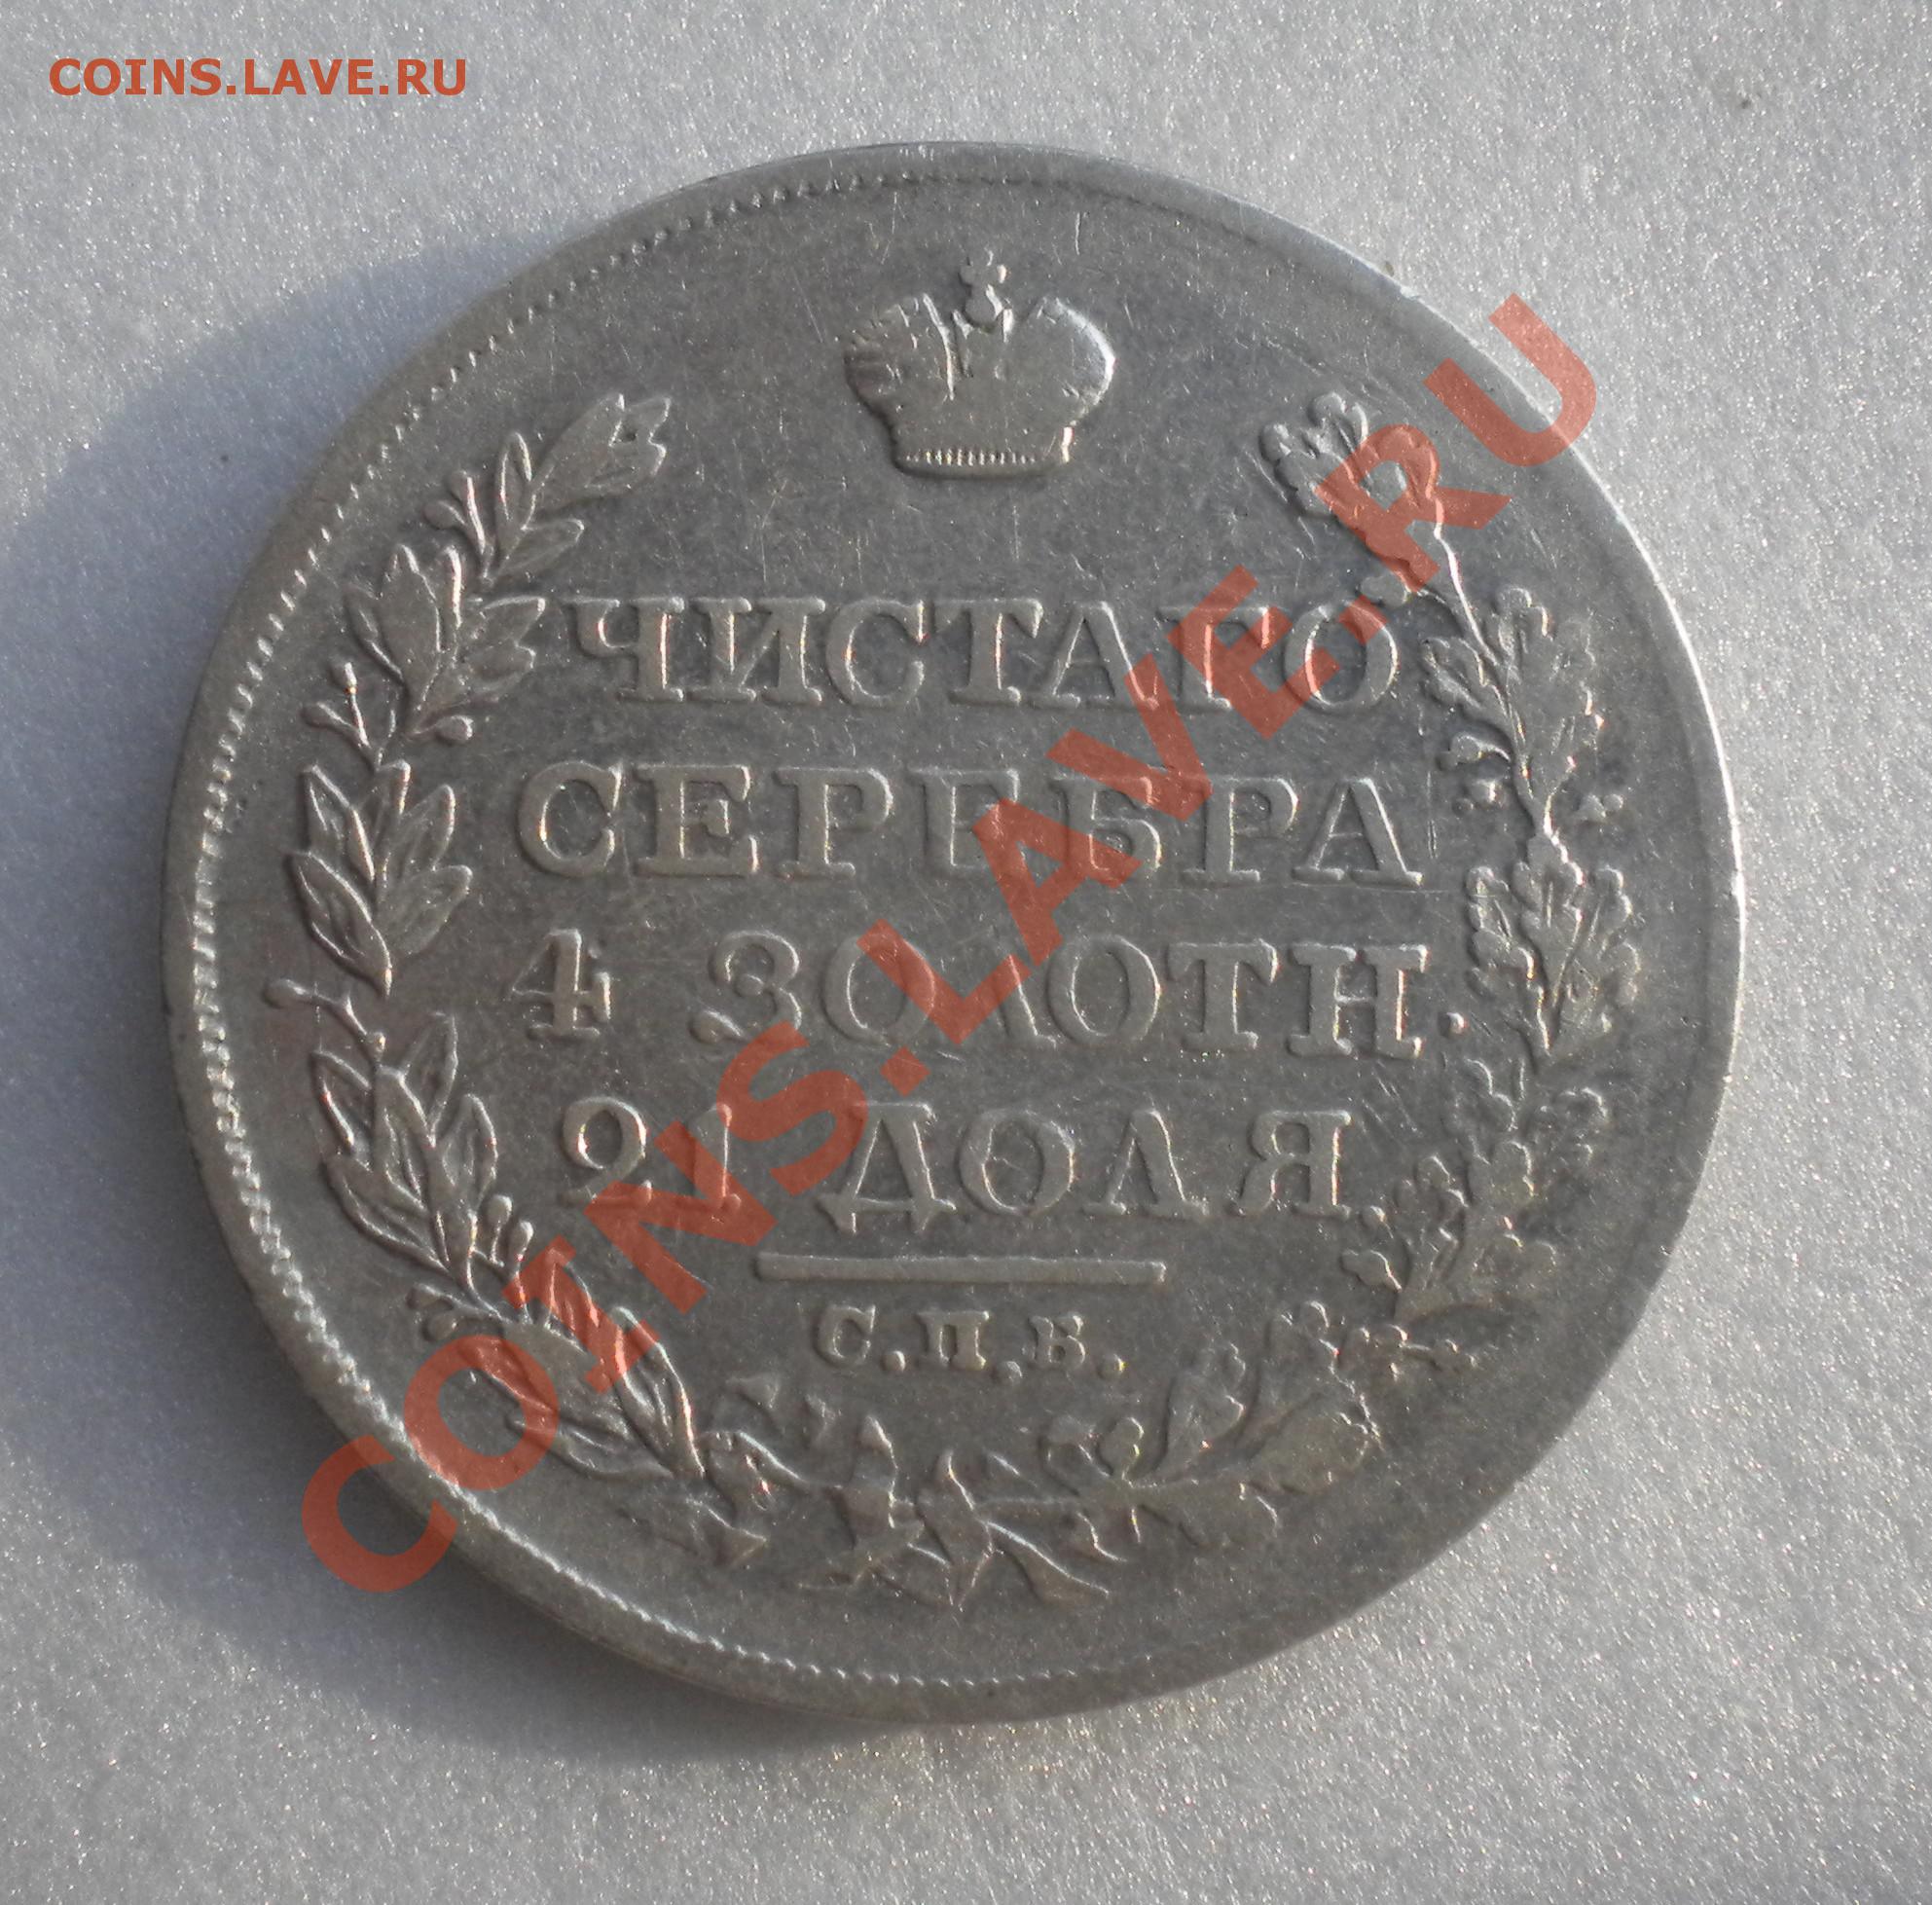 COINS.LAVE.RU
ЧИСТАГО
СЕРЕБРА
4 ЗОЛОТН.
21 ДОЛЯ.
С.П.Б.
COINS.LAVE.RU